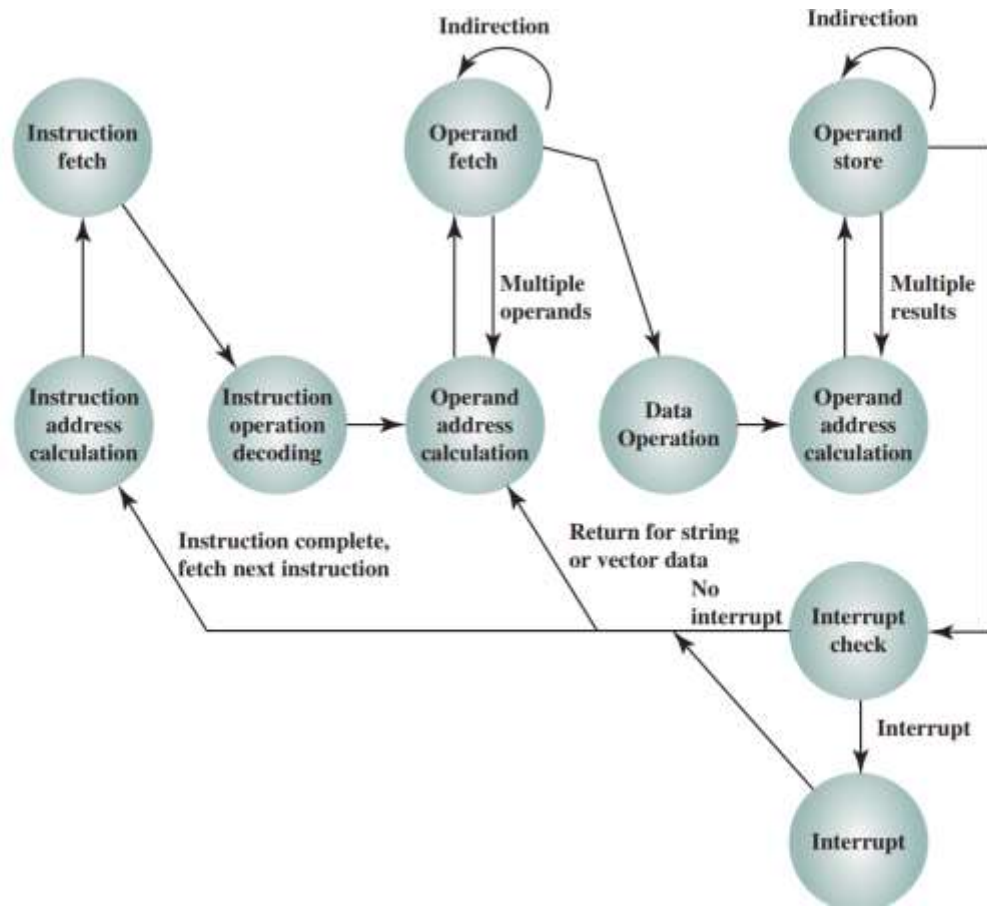 Indirection
Indirection
Instruction
fetch
Operand
fetch
Operand
store
Multiple
operands
Multiple
results
Instruction
address
calculation
Instruction
operation
decoding
Operand
address
calculation
Data
Operation
Operand
address
calculation
Instruction complete,
fetch next instruction
Return for string
or vector data
No
interrupt
Interrupt
check
Interrupt
Interrupt